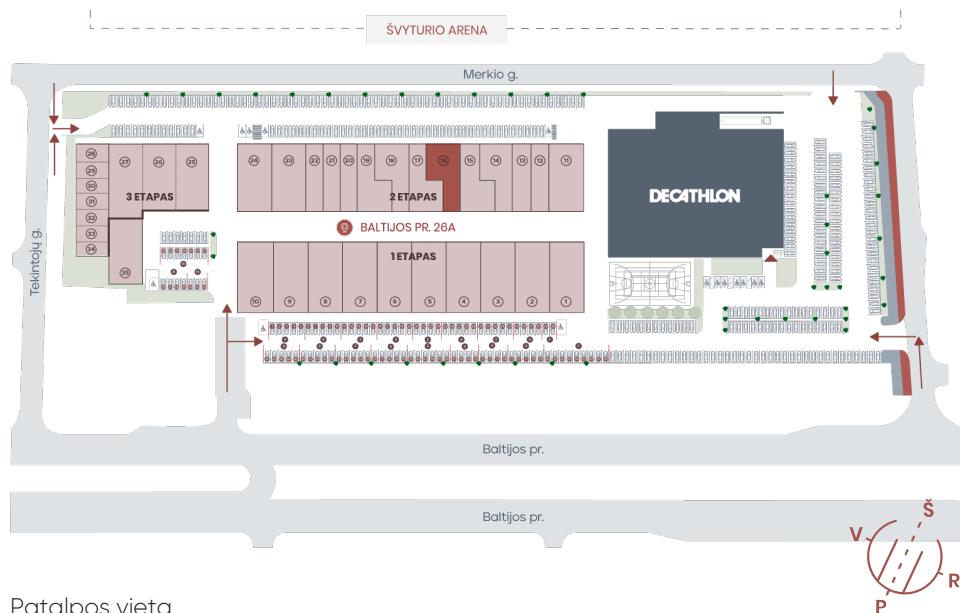 ŠVYTURIO ARENA
Merkio g.
28
29
30
31
32
33
34
27
26
25
3 ETAPAS
35
24
23
22
21
20
19
18
17
16
15
14
13
12
11
2 ETAPAS
BALTIJOS PR. 26A
1 ETAPAS
10
9
8
7
6
5
4
3
2
1
DECATHLON
Tekintojų g.
Baltijos pr.
Baltijos pr.
Š
V
R
P
Patalpos vieta